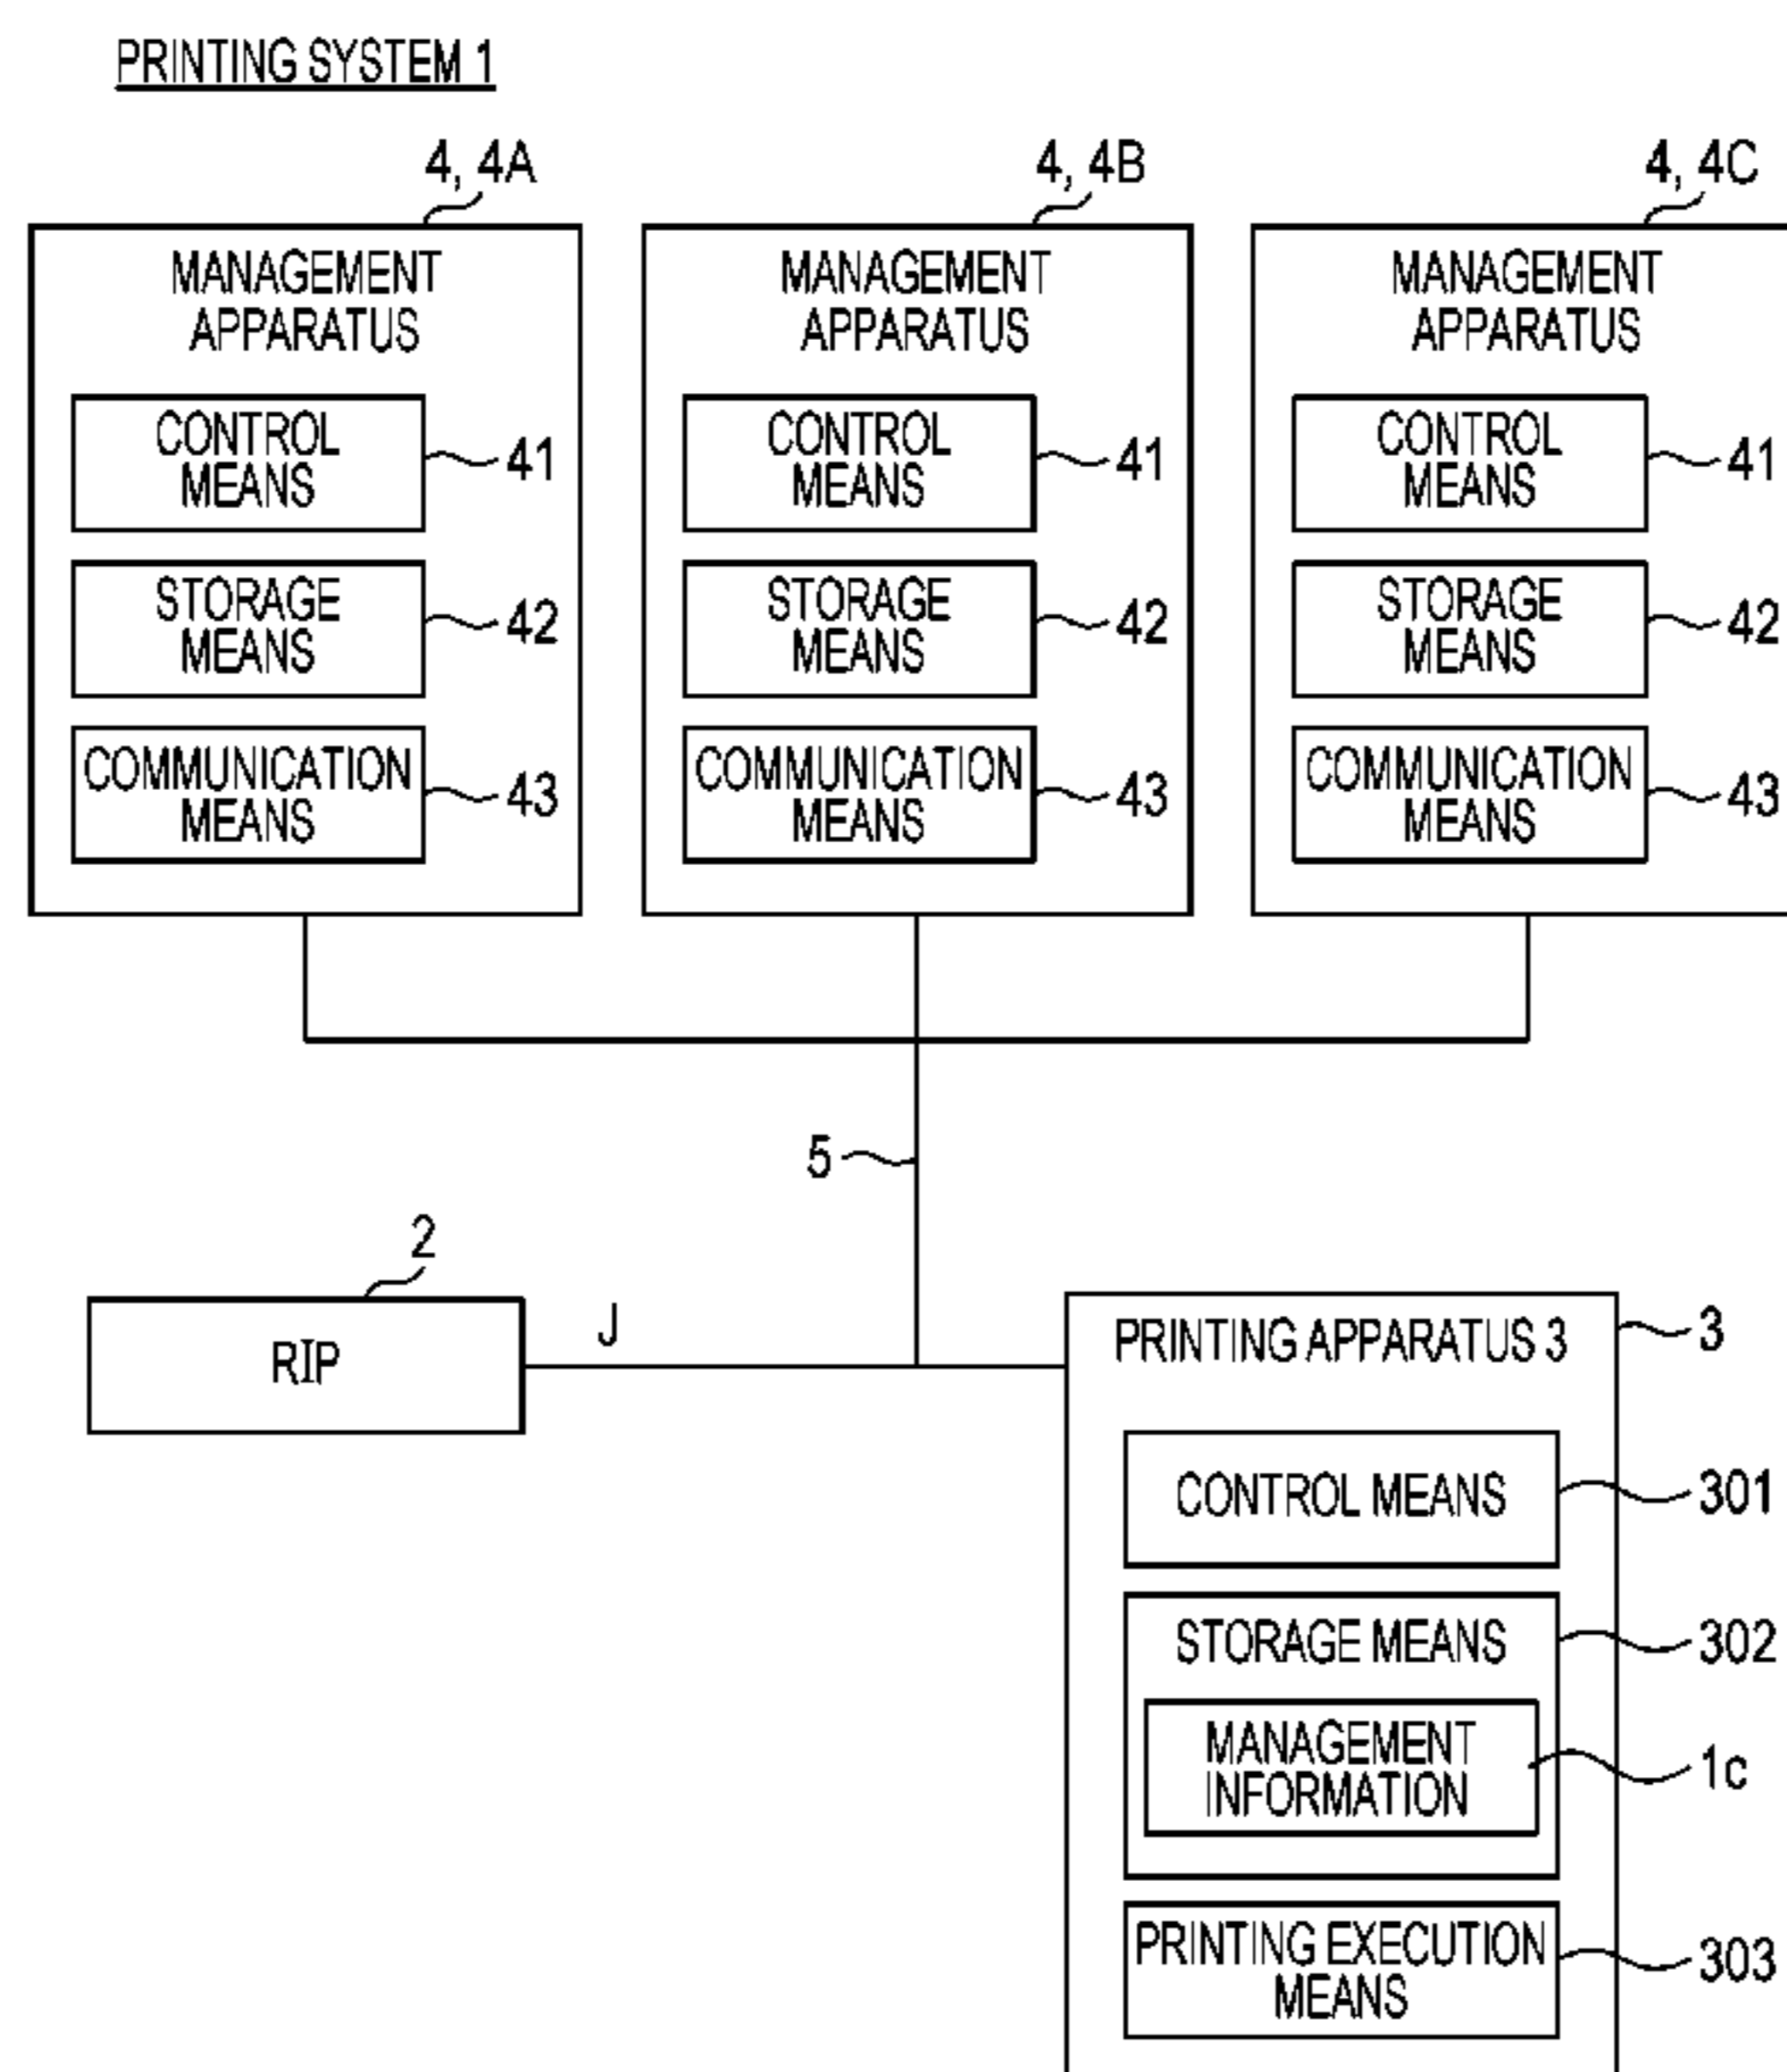 PRINTING SYSTEM 1
4, 4A
4, 4B
4, 4C
MANAGEMENT
APPARATUS
CONTROL
MEANS
41
STORAGE
MEANS
42
COMMUNICATION
MEANS
43
MANAGEMENT
APPARATUS
CONTROL
MEANS
41
STORAGE
MEANS
42
COMMUNICATION
MEANS
43
MANAGEMENT
APPARATUS
CONTROL
MEANS
41
STORAGE
MEANS
42
COMMUNICATION
MEANS
43
5
2
RIP
J
PRINTING APPARATUS 3
3
CONTROL MEANS
301
STORAGE MEANS
302
MANAGEMENT
INFORMATION
1c
PRINTING EXECUTION
MEANS
303